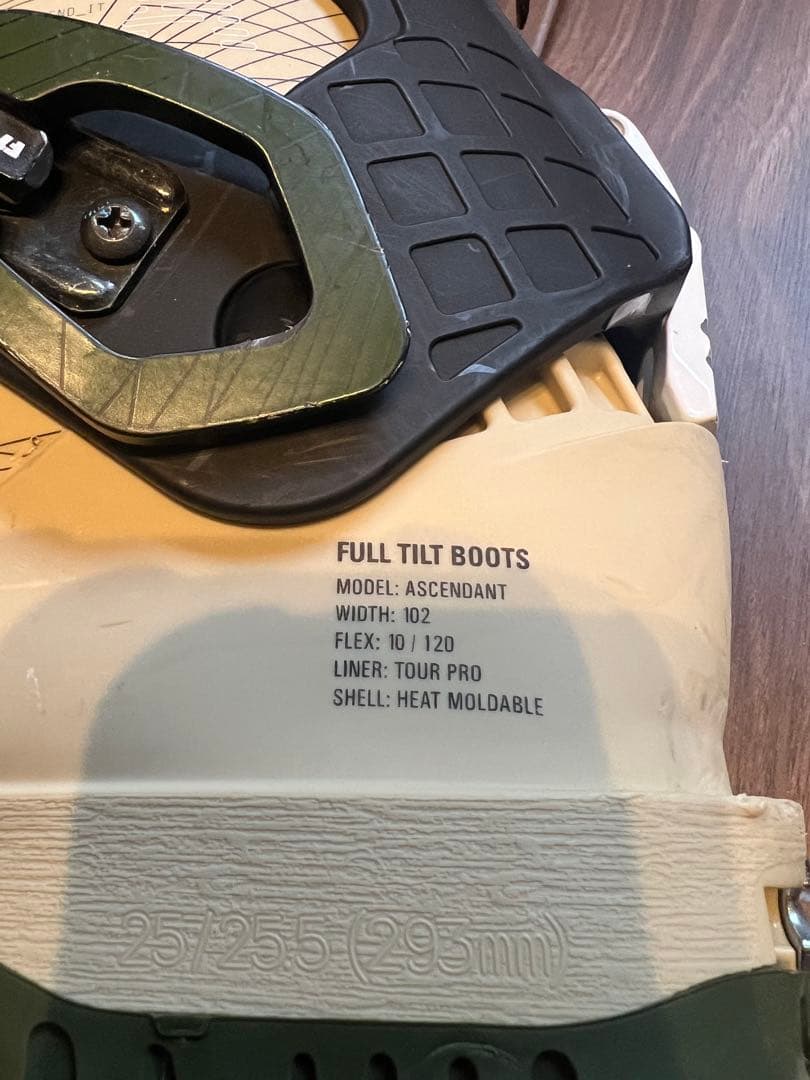 ND_IT
FULL TILT BOOTS
MODEL: ASCENDANT
WIDTH: 102
FLEX: 10 / 120
LINER: TOUR PRO
SHELL: HEAT MOLDABLE
25/25.5 (293mm)